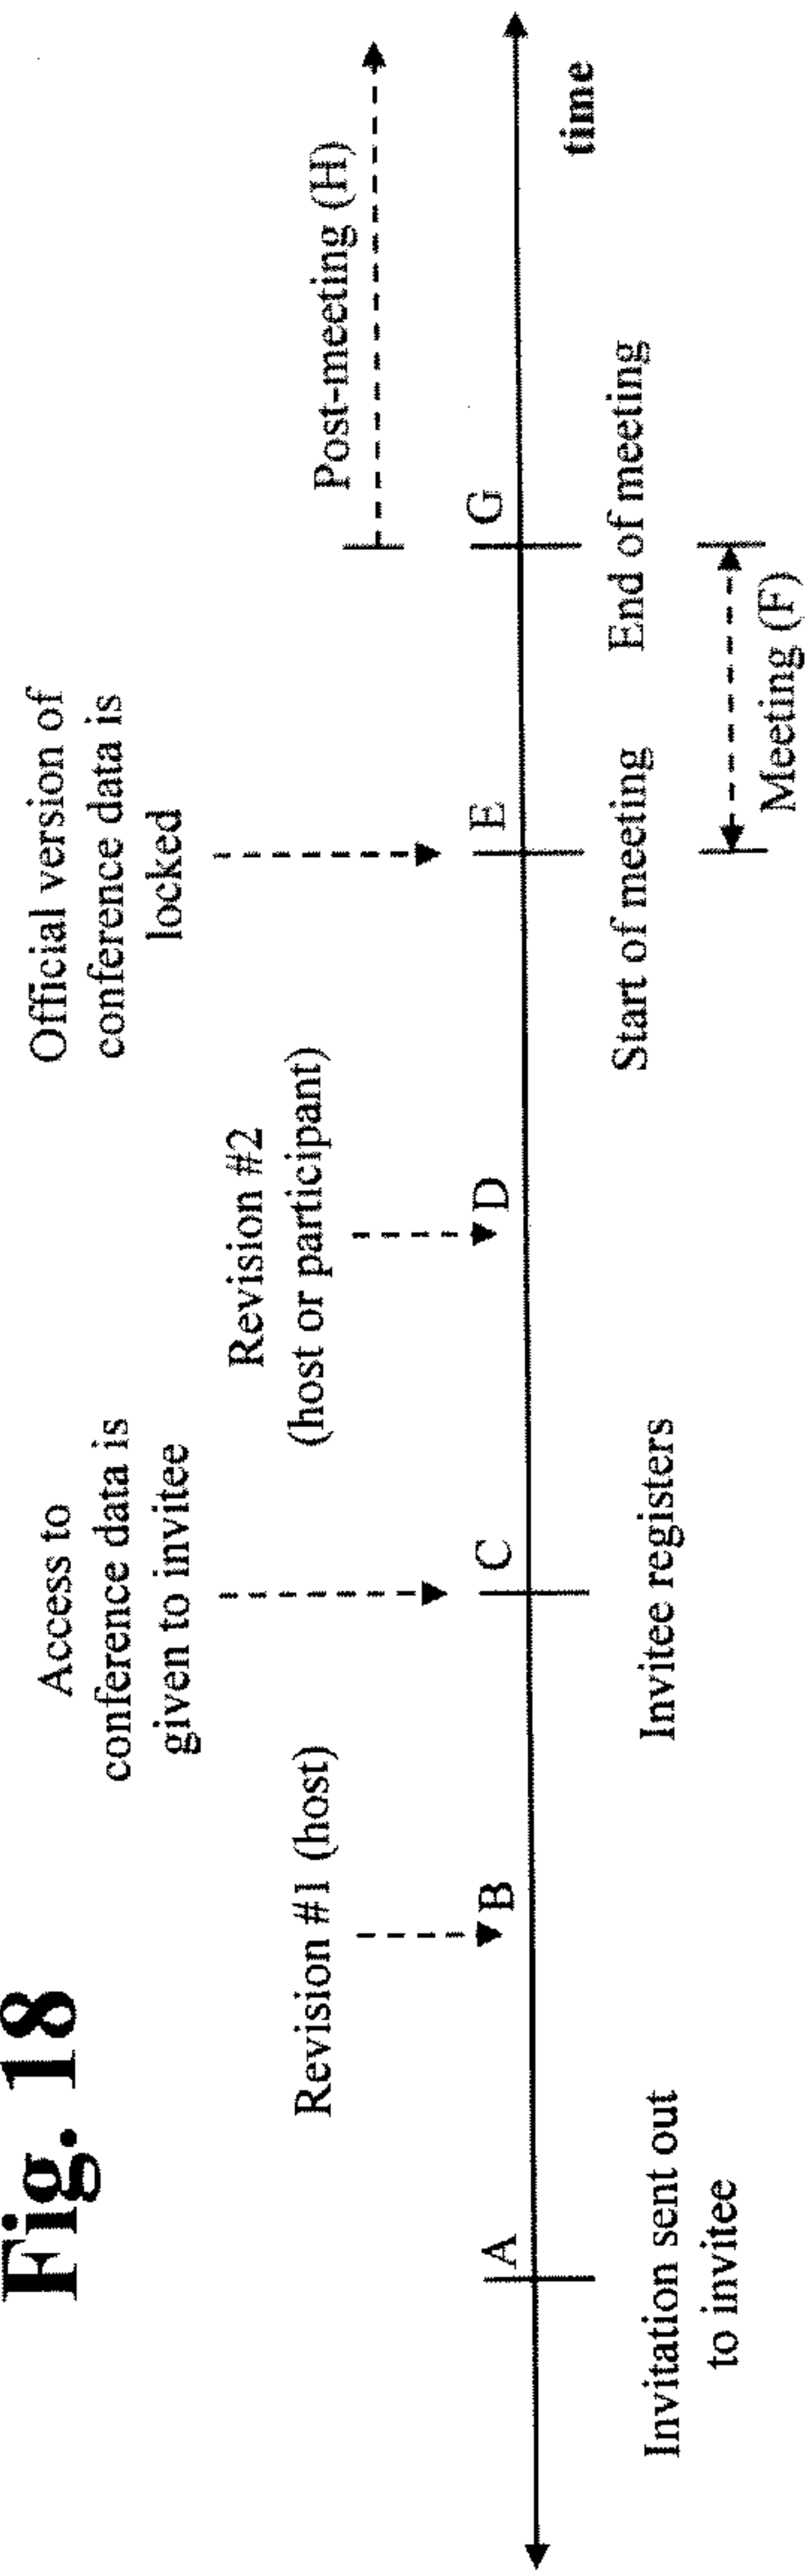 Fig. 18
Access to
conference data is
given to invitee
Official version of
conference data is
locked
Revision #1 (host)
Revision #2
(host or participant)
Post-meeting (H)
A
B
C
D
E
G
time
Invitation sent out
to invitee
Invitee registers
Start of meeting
End of meeting
Meeting (F)